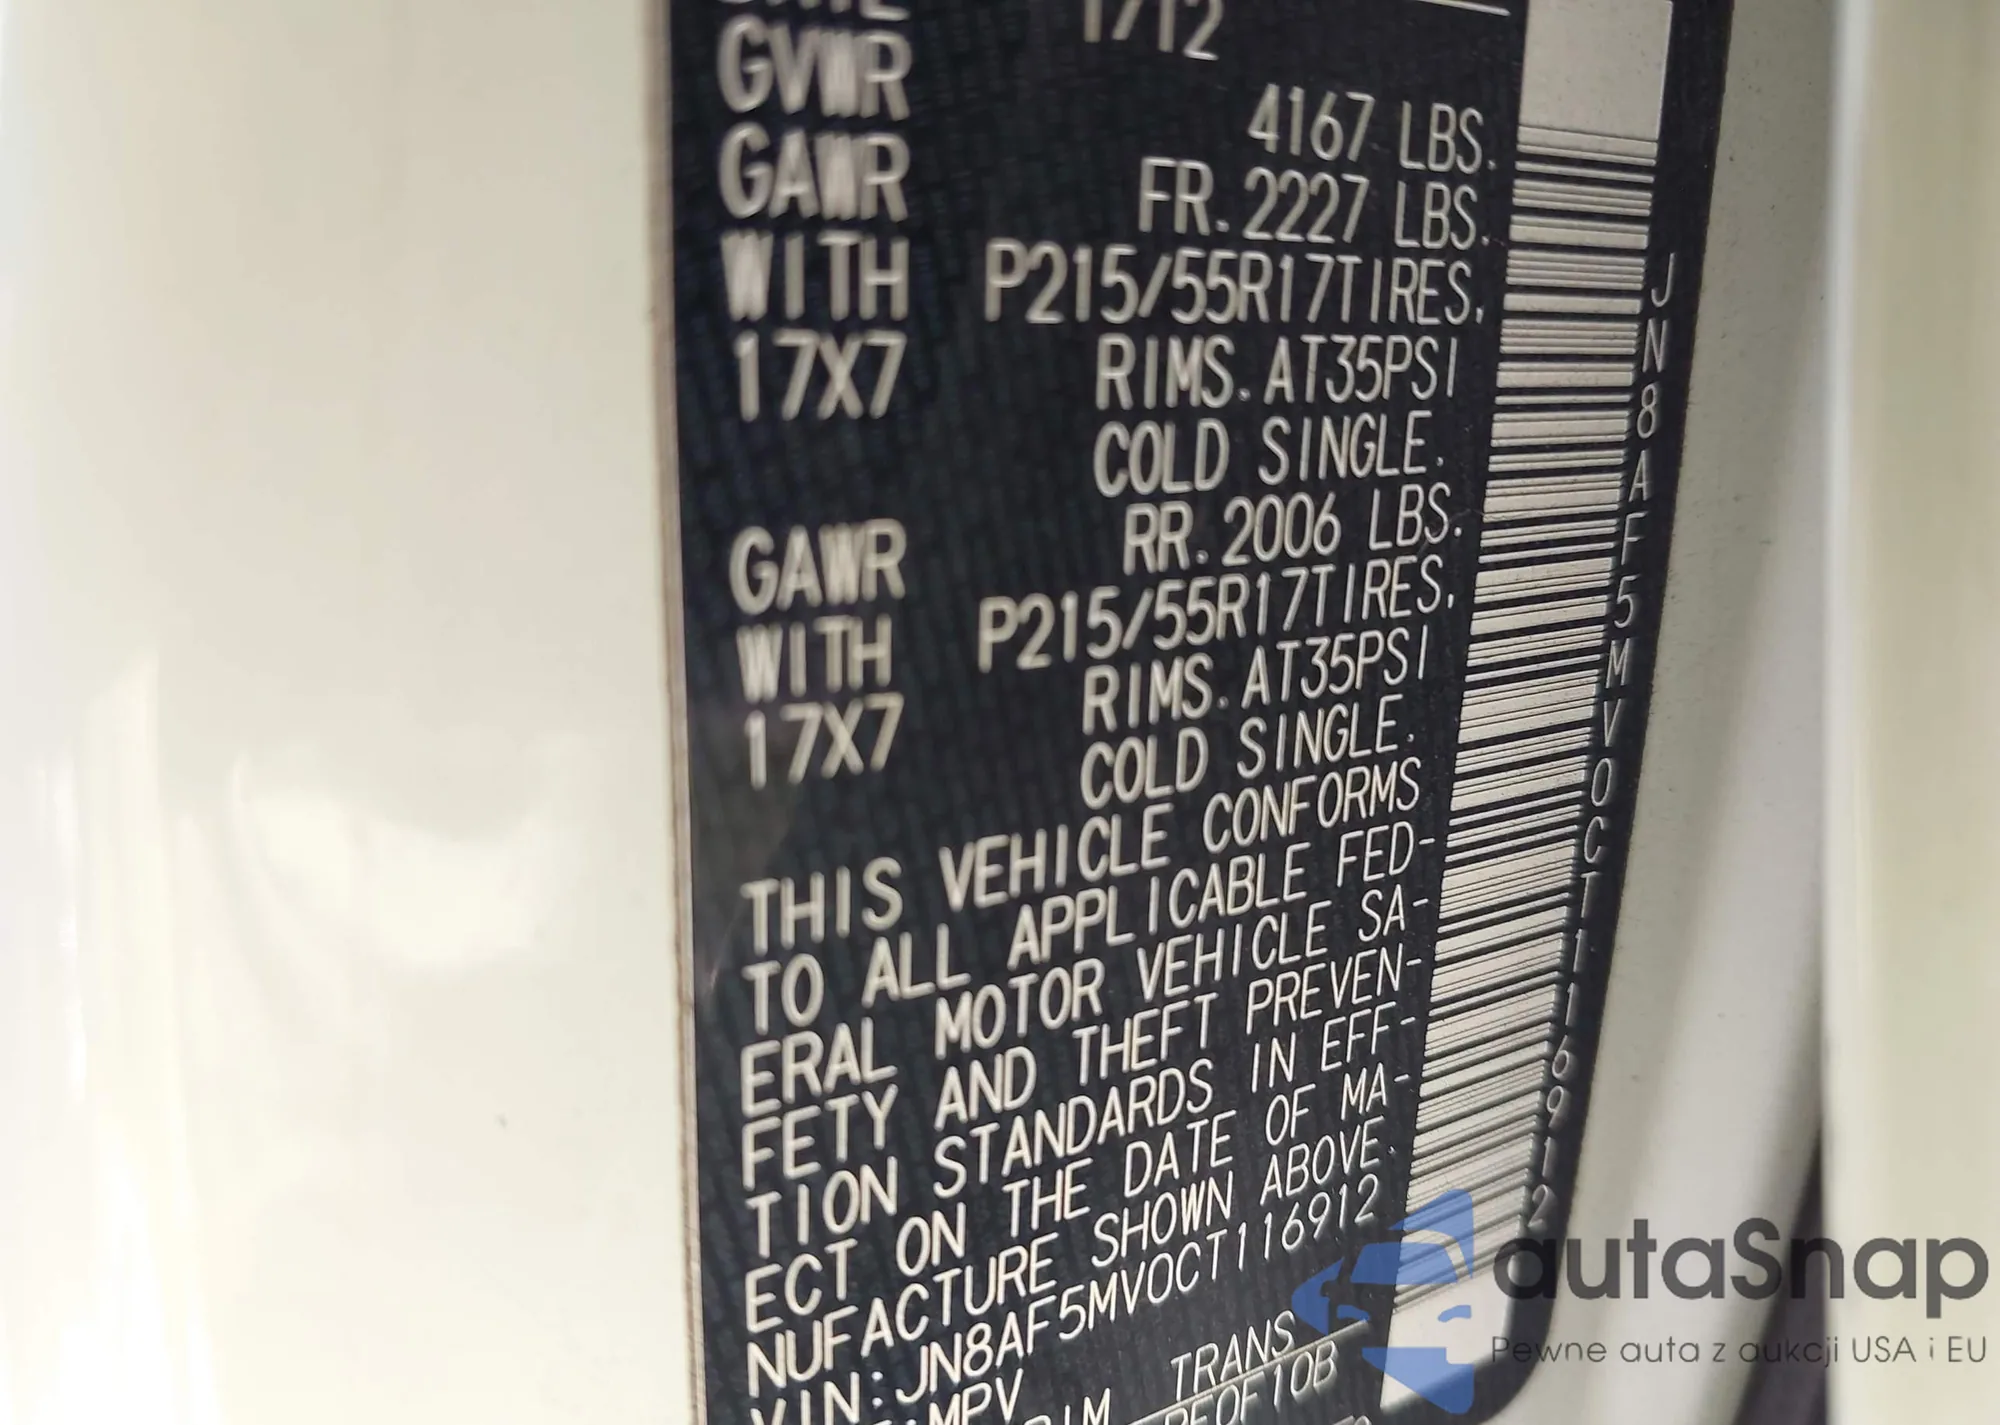 1/12
GVWR 4167 LBS.
GAWR FR. 2227 LBS.
WITH P215/55R17TIRES.
17X7 RIMS. AT35PSI
COLD SINGLE.
GAWR RR. 2006 LBS.
WITH P215/55R17TIRES.
17X7 RIMS. AT35PSI
COLD SINGLE.
THIS VEHICLE CONFORMS
TO ALL APPLICABLE FED-
ERAL MOTOR VEHICLE SA-
FETY AND THEFT PREVEN-
TION STANDARDS IN EFF-
ECT ON THE DATE OF MA-
NUFACTURE SHOWN ABOVE.
VIN:JN8AF5MV0CT116912
:MPV
TRANS
RE0F10B
JN8AF5MV0CT116912
autaSnap
Pewne auta z aukcji USA i EU